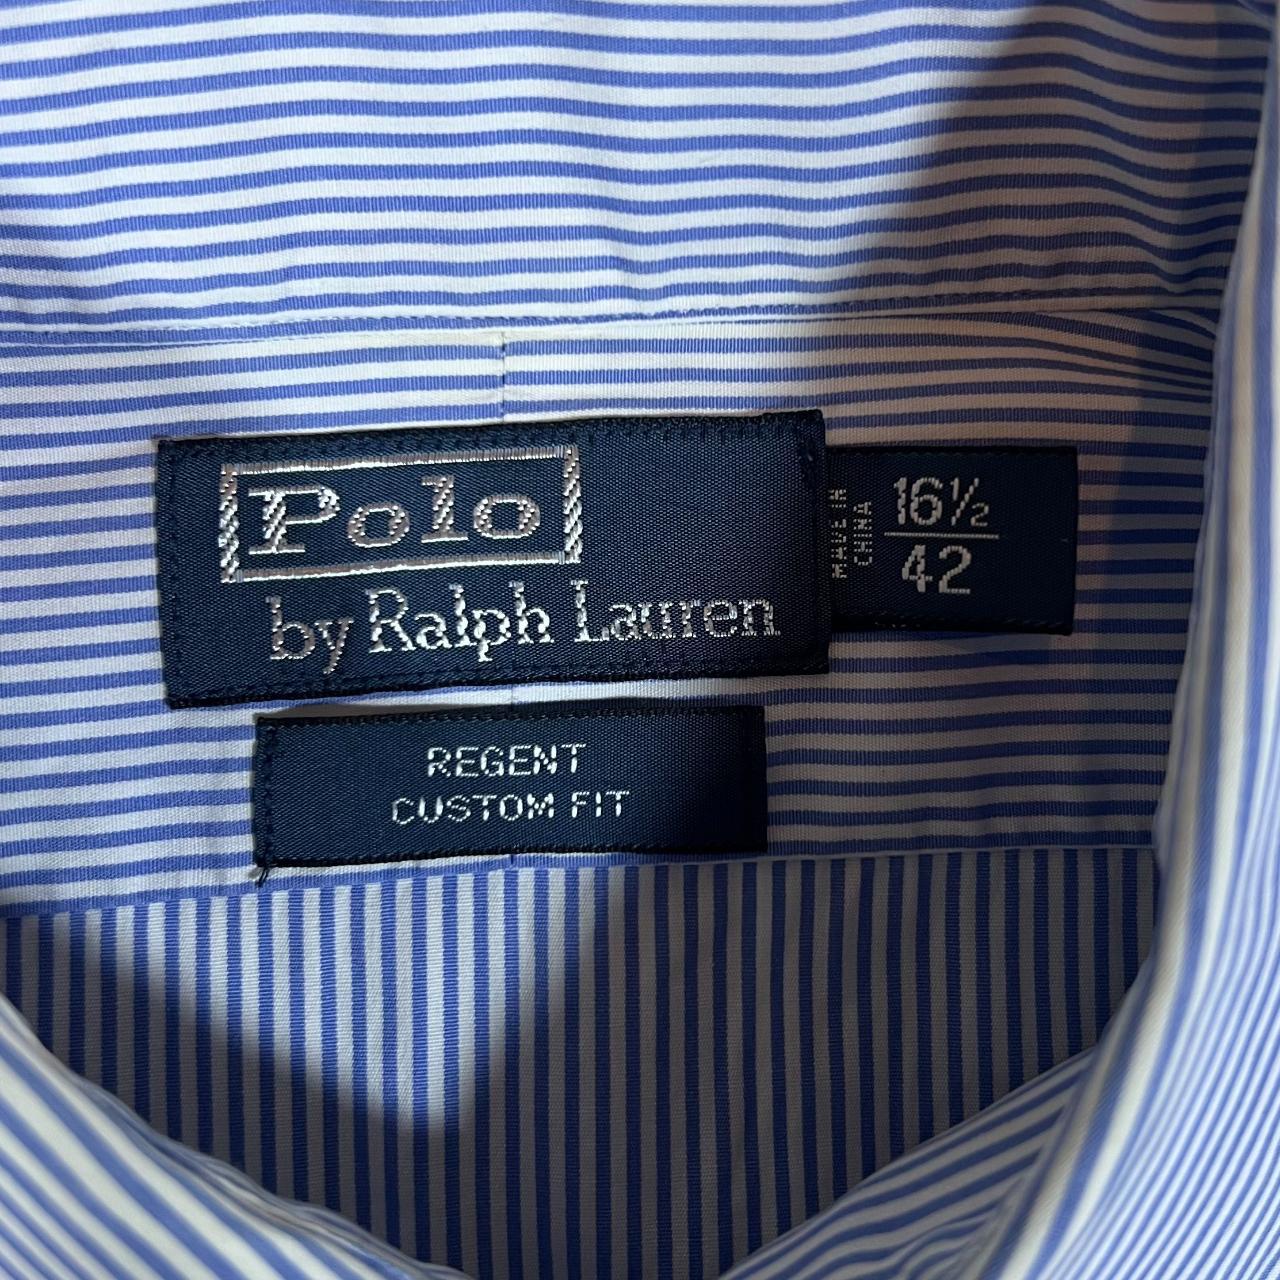 Polo
by Ralph Lauren
MADE IN
CHINA
16½
42
REGENT
CUSTOM FIT